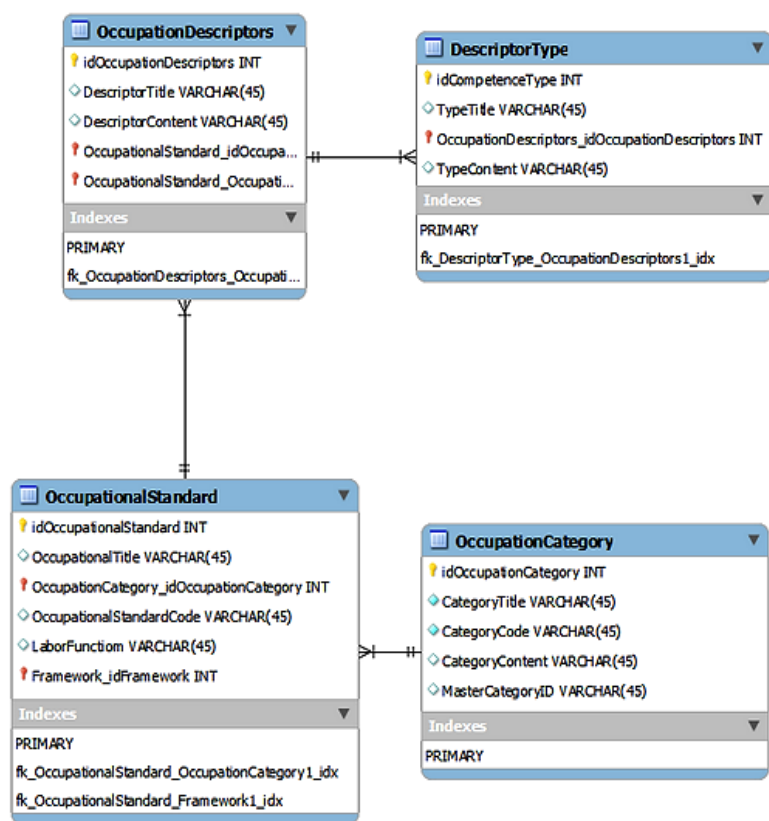 OccupationDescriptors
idOccupationDescriptors INT
DescriptorTitle VARCHAR(45)
DescriptorContent VARCHAR(45)
OccupationalStandard_idOccupa...
OccupationalStandard_Occupati...
Indexes
PRIMARY
fk_OccupationDescriptors_Occupati...
DescriptorType
idCompetenceType INT
TypeTitle VARCHAR(45)
OccupationDescriptors_idOccupationDescriptors INT
TypeContent VARCHAR(45)
Indexes
PRIMARY
fk_DescriptorType_OccupationDescriptors1_idx
OccupationalStandard
idOccupationalStandard INT
OccupationalTitle VARCHAR(45)
OccupationCategory_idOccupationCategory INT
OccupationalStandardCode VARCHAR(45)
LaborFunctiom VARCHAR(45)
Framework_idFramework INT
Indexes
PRIMARY
fk_OccupationalStandard_OccupationCategory1_idx
fk_OccupationalStandard_Framework1_idx
OccupationCategory
idOccupationCategory INT
CategoryTitle VARCHAR(45)
CategoryCode VARCHAR(45)
CategoryContent VARCHAR(45)
MasterCategoryID VARCHAR(45)
Indexes
PRIMARY